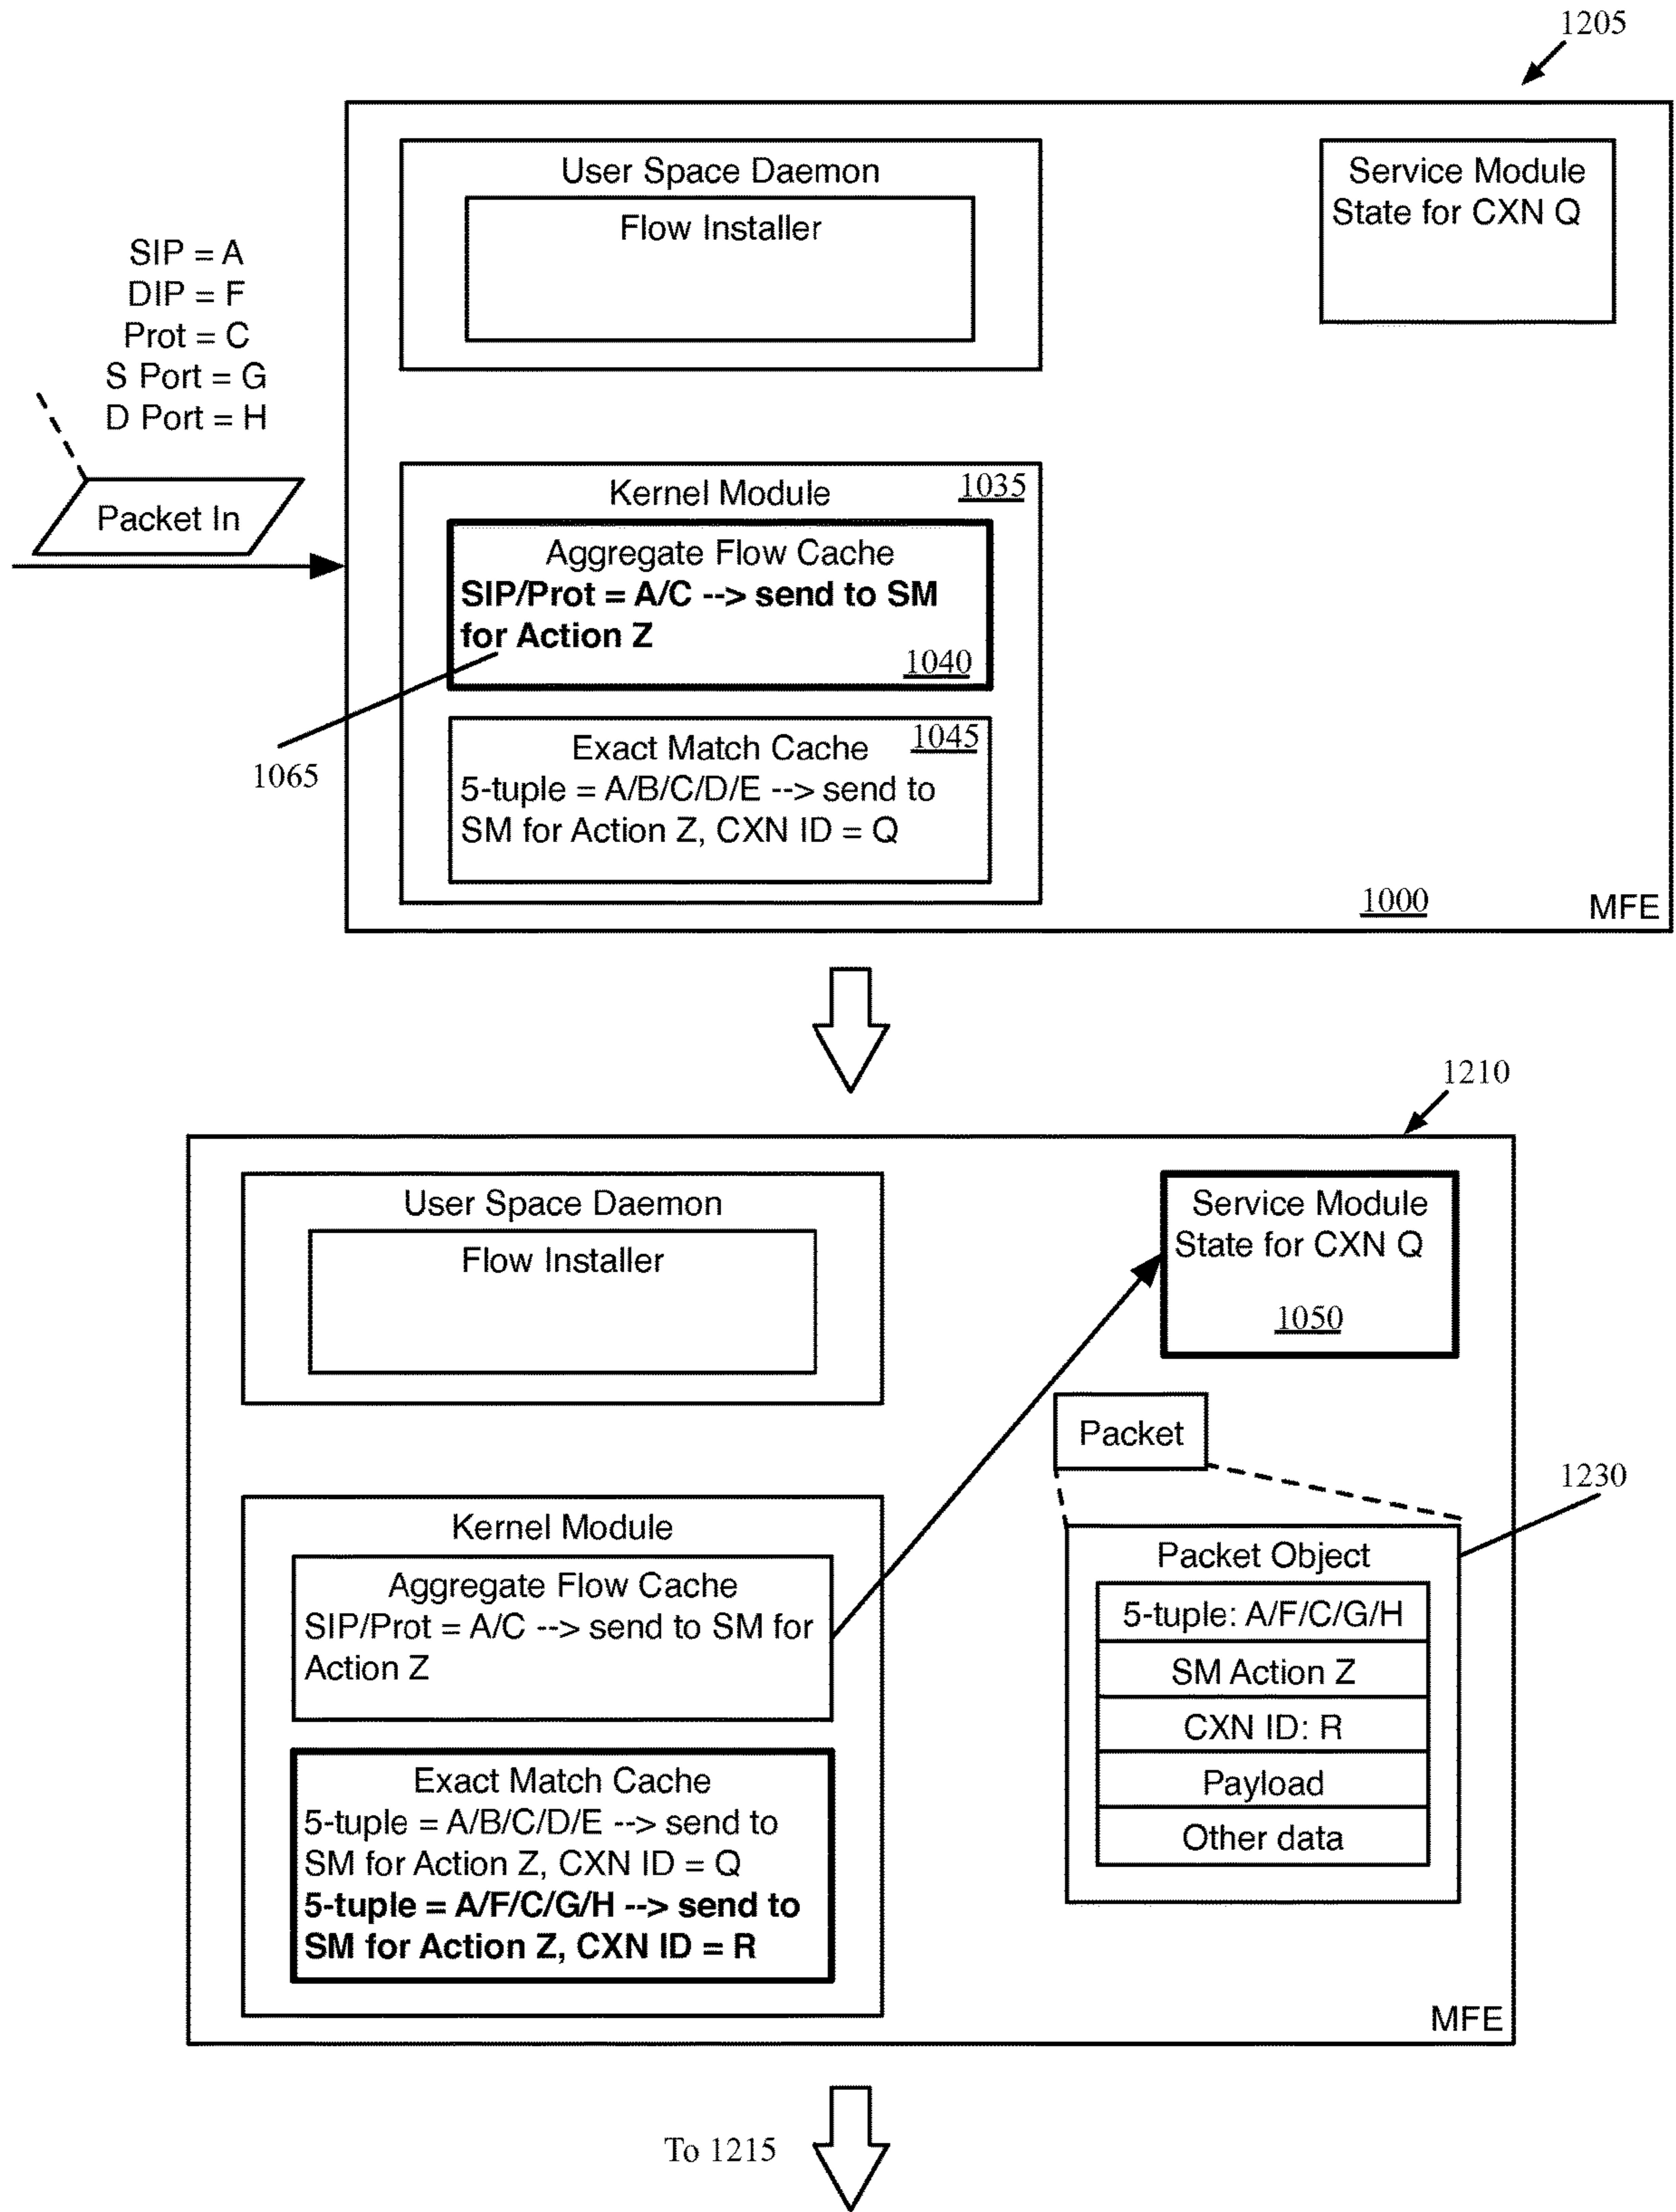 1205
User Space Daemon
Flow Installer
Service Module
State for CXN Q
SIP = A
DIP = F
Prot = C
S Port = G
D Port = H
Packet In
Kernel Module
1035
Aggregate Flow Cache
SIP/Prot = A/C --> send to SM
for Action Z
1040
1065
Exact Match Cache
1045
5-tuple = A/B/C/D/E --> send to
SM for Action Z, CXN ID = Q
1000
MFE
1210
User Space Daemon
Flow Installer
Service Module
State for CXN Q
1050
Packet
1230
Kernel Module
Aggregate Flow Cache
SIP/Prot = A/C --> send to SM for
Action Z
Exact Match Cache
5-tuple = A/B/C/D/E --> send to
SM for Action Z, CXN ID = Q
5-tuple = A/F/C/G/H --> send to
SM for Action Z, CXN ID = R
Packet Object
5-tuple: A/F/C/G/H
SM Action Z
CXN ID: R
Payload
Other data
MFE
To 1215